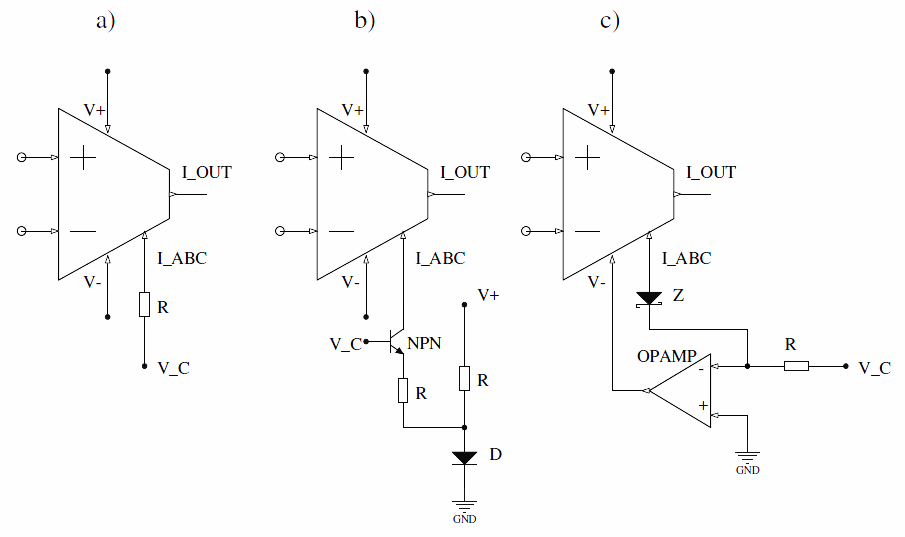 a)
b)
c)
V+
V+
V+
I_OUT
I_OUT
I_OUT
I_ABC
I_ABC
I_ABC
V-
V-
V-
Z
V+
R
V_C
NPN
OPAMP
R
V_C
V_C
-
R
R
+
D
GND
GND